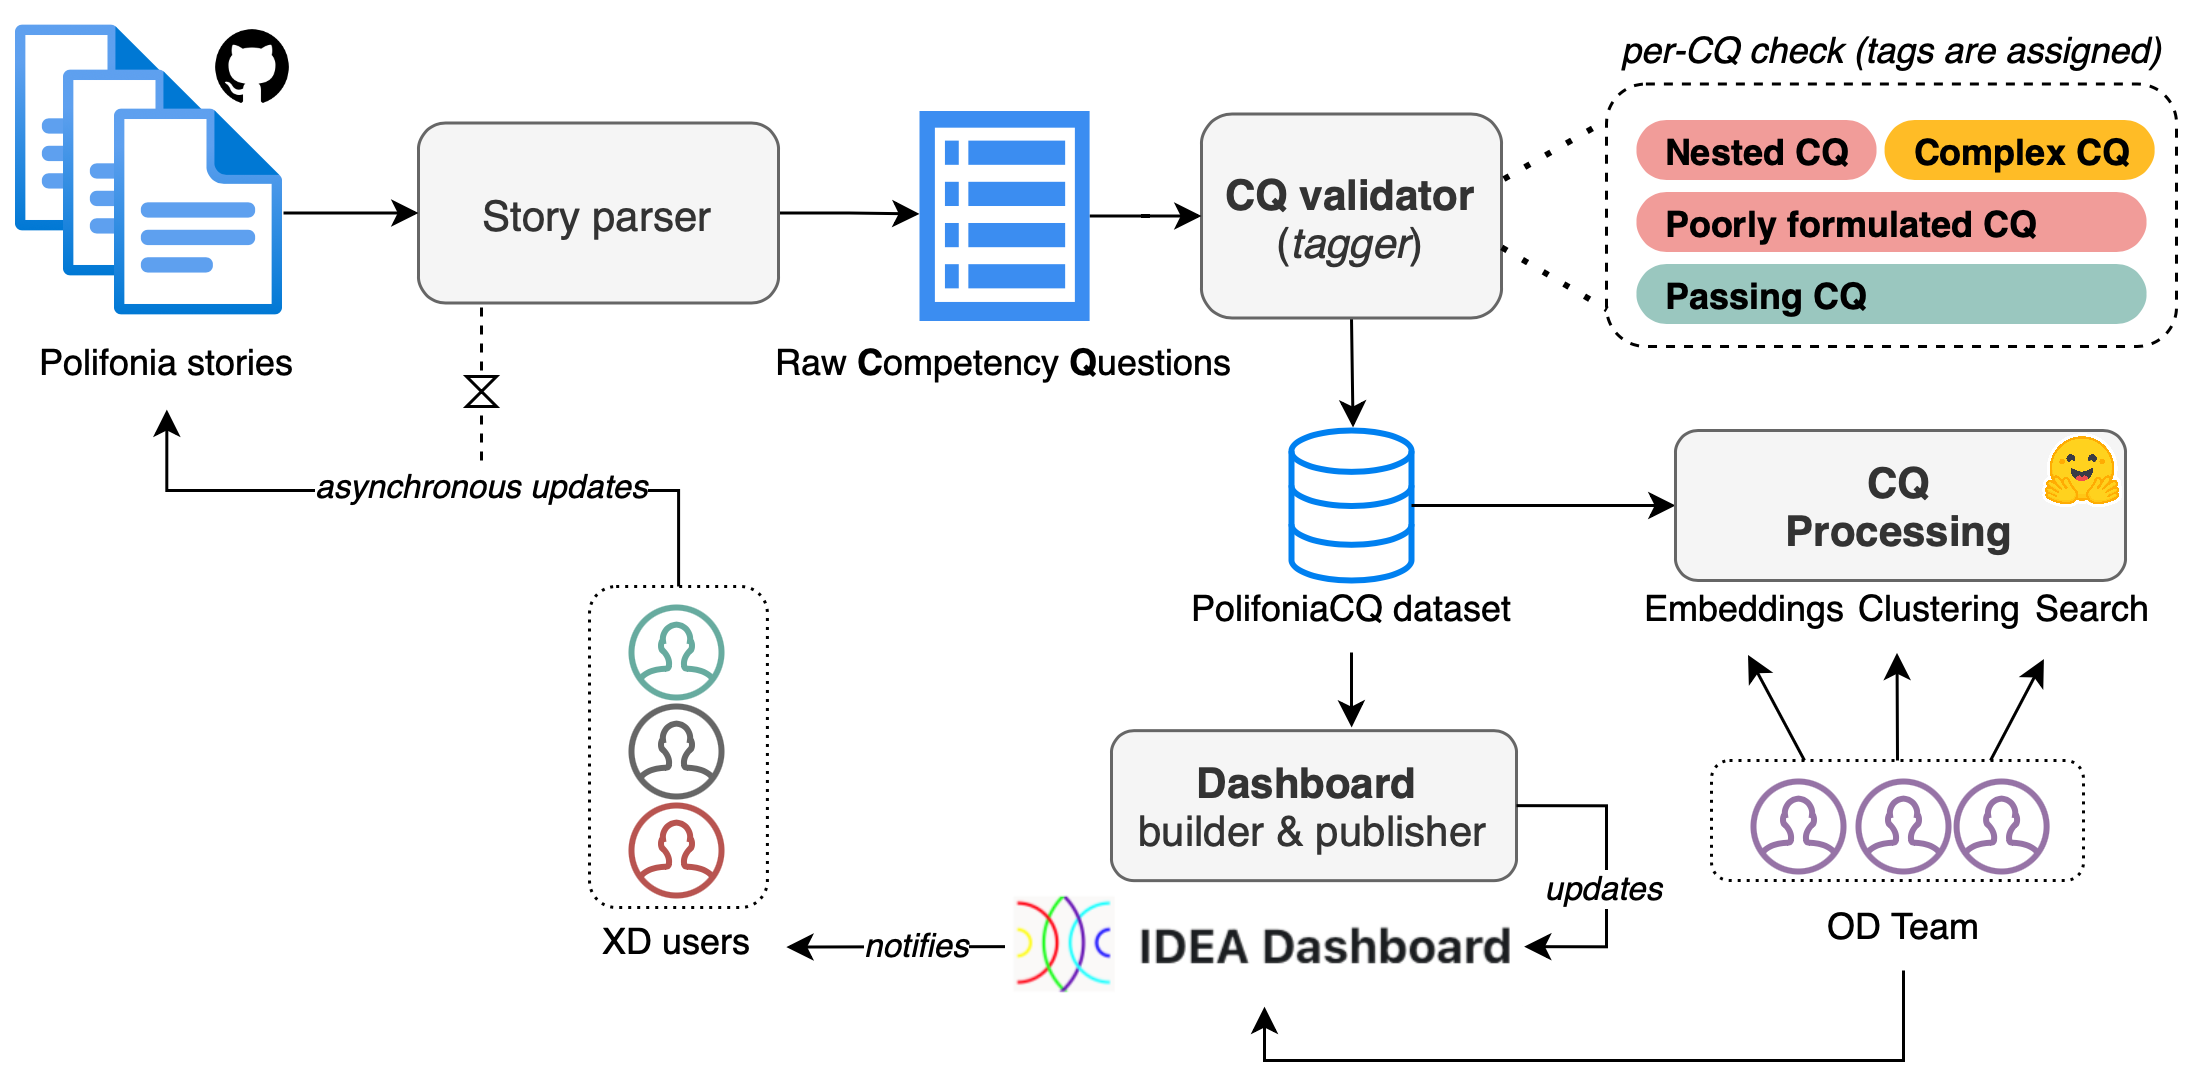 per-CQ check (tags are assigned)
Nested CQ
Complex CQ
Poorly formulated CQ
Passing CQ
Story parser
CQ validator
(tagger)
Polifonia stories
Raw Competency Questions
asynchronous updates
CQ
Processing
PolifoniaCQ dataset
Embeddings Clustering Search
Dashboard
builder & publisher
updates
XD users
notifies
IDEA Dashboard
OD Team